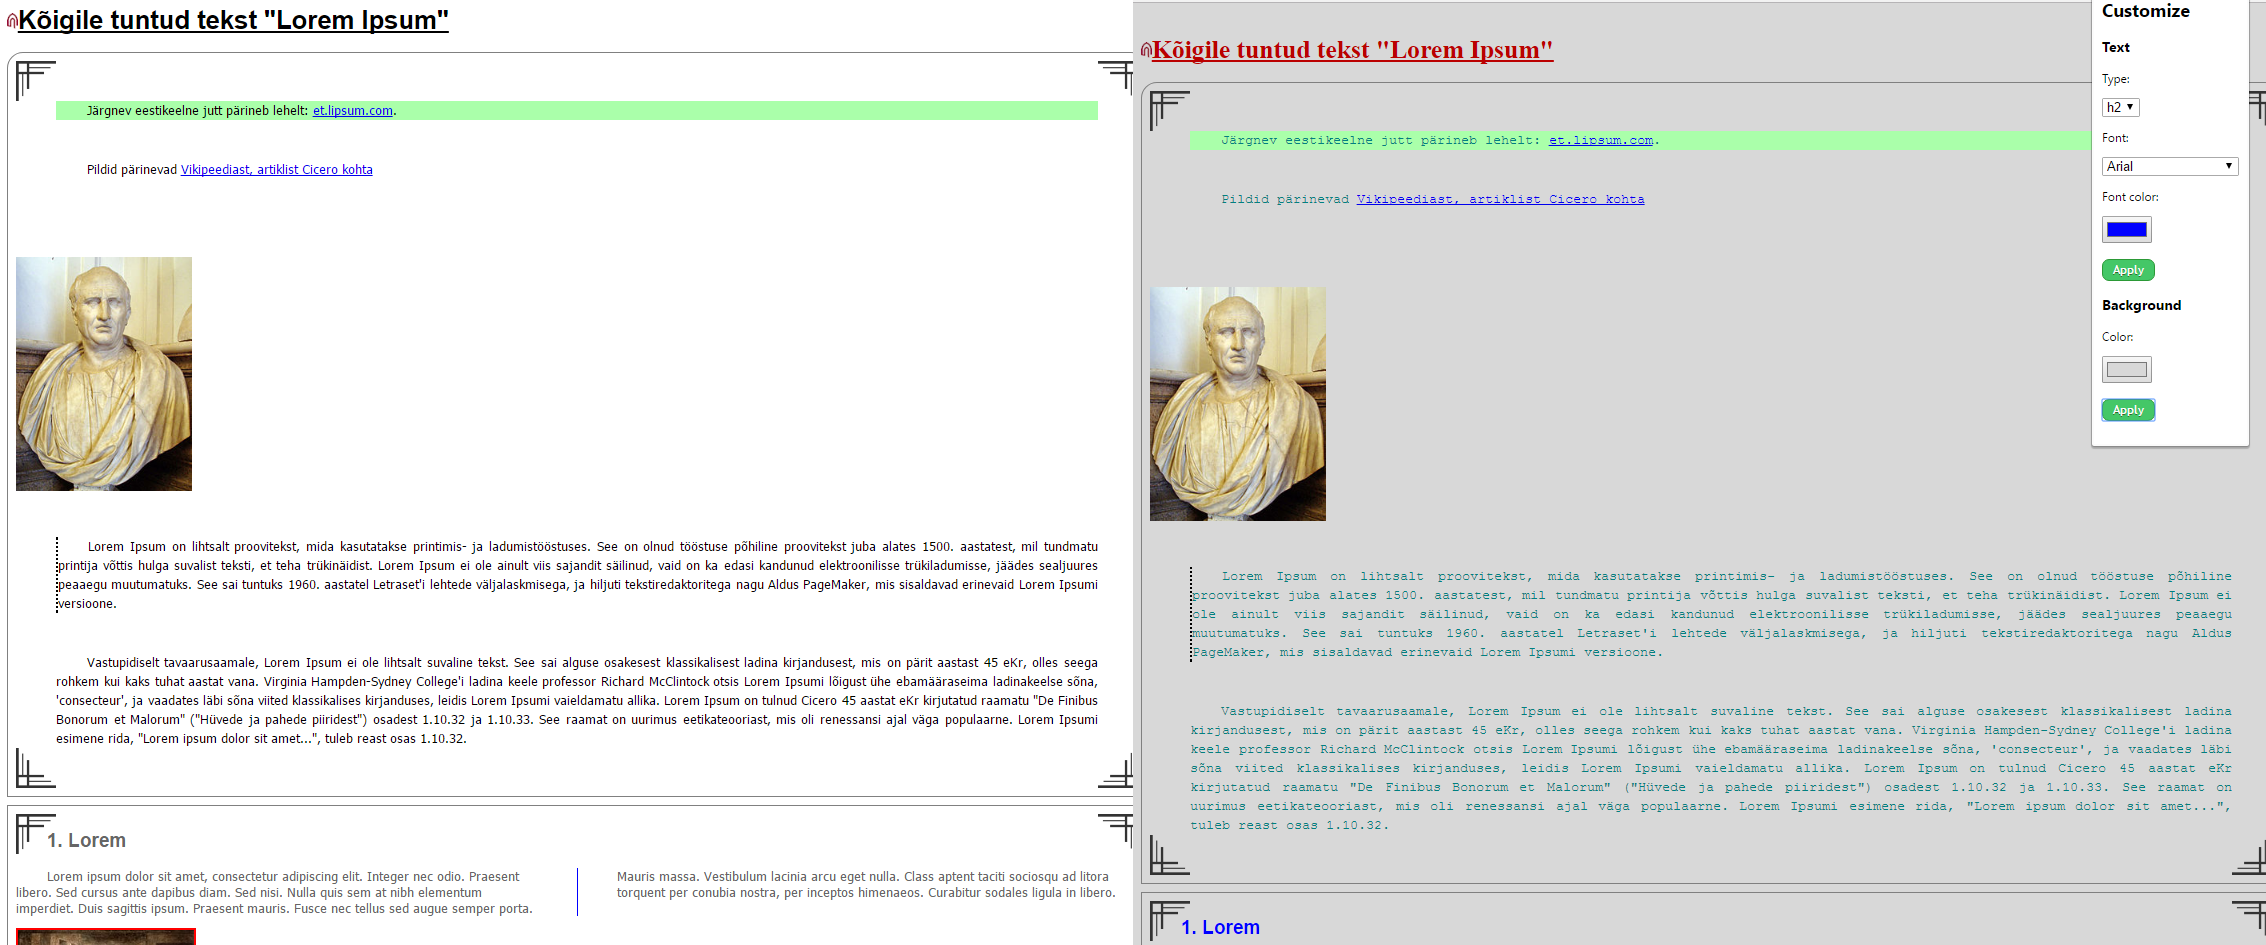 Kõigile tuntud tekst "Lorem Ipsum"
Järgnev eestikeelne jutt pärineb lehelt: et.lipsum.com.
Pildid pärinevad Vikipeediast, artiklist Cicero kohta
Lorem Ipsum on lihtsalt proovitekst, mida kasutatakse printimis- ja ladumistööstuses. See on olnud tööstuse põhiline proovitekst juba alates 1500. aastatest, mil tundmatu
printija võttis hulga suvalist teksti, et teha trükinäidist. Lorem Ipsum ei ole ainult viis sajandit säilinud, vaid on ka edasi kandunud elektroonilisse trükiladumisse, jäädes sealjuures
peaaegu muutumatuks. See sai tuntuks 1960. aastatel Letraset'i lehtede väljalaskmisega, ja hiljuti tekstiredaktoritega nagu Aldus PageMaker, mis sisaldavad erinevaid Lorem Ipsumi
versioone.
Vastupidiselt tavaarusaamale, Lorem Ipsum ei ole lihtsalt suvaline tekst. See sai alguse osakesest klassikalisest ladina kirjandusest, mis on pärit aastast 45 eKr, olles seega
rohkem kui kaks tuhat aastat vana. Virginia Hampden-Sydney College'i ladina keele professor Richard McClintock otsis Lorem Ipsumi lõigust ühe ebamääraseima ladinakeelse sõna,
'consecteur', ja vaadates läbi sõna viited klassikalises kirjanduses, leidis Lorem Ipsumi vaieldamatu allika. Lorem Ipsum on tulnud Cicero 45 aastat eKr kirjutatud raamatu "De Finibus
Bonorum et Malorum" ("Hüvede ja pahede piiridest") osadest 1.10.32 ja 1.10.33. See raamat on uurimus eetikateooriast, mis oli renessansi ajal väga populaarne. Lorem Ipsumi
esimene rida, "Lorem ipsum dolor sit amet...", tuleb reast osas 1.10.32.
1. Lorem
Lorem ipsum dolor sit amet, consectetur adipiscing elit. Integer nec odio. Praesent
libero. Sed cursus ante dapibus diam. Sed nisi. Nulla quis sem at nibh elementum
imperdiet. Duis sagittis ipsum. Praesent mauris. Fusce nec tellus sed augue semper porta.
Mauris massa. Vestibulum lacinia arcu eget nulla. Class aptent taciti sociosqu ad litora
torquent per conubia nostra, per inceptos himenaeos. Curabitur sodales ligula in libero.
Kõigile tuntud tekst "Lorem Ipsum"
Järgnev eestikeelne jutt pärineb lehelt: et.lipsum.com.
Pildid pärinevad Vikipeediast, artiklist Cicero kohta
Lorem Ipsum on lihtsalt proovitekst, mida kasutatakse printimis- ja ladumistööstuses. See on olnud tööstuse põhiline
proovitekst juba alates 1500. aastatest, mil tundmatu printija võttis hulga suvalist teksti, et teha trükinäidist. Lorem Ipsum ei
ole ainult viis sajandit säilinud, vaid on ka edasi kandunud elektroonilisse trükiladumisse, jäädes sealjuures peaaegu
muutumatuks. See sai tuntuks 1960. aastatel Letraset'i lehtede väljalaskmisega, ja hiljuti tekstiredaktoritega nagu Aldus
PageMaker, mis sisaldavad erinevaid Lorem Ipsumi versioone.
Vastupidiselt tavaarusaamale, Lorem Ipsum ei ole lihtsalt suvaline tekst. See sai alguse osakesest klassikalisest ladina
kirjandusest, mis on pärit aastast 45 eKr, olles seega rohkem kui kaks tuhat aastat vana. Virginia Hampden-Sydney College'i ladina
keele professor Richard McClintock otsis Lorem Ipsumi lõigust ühe ebamääraseima ladinakeelse sõna, 'consecteur', ja vaadates läbi
sõna viited klassikalises kirjanduses, leidis Lorem Ipsumi vaieldamatu allika. Lorem Ipsum on tulnud Cicero 45 aastat eKr
kirjutatud raamatu "De Finibus Bonorum et Malorum" ("Hüvede ja pahede piiridest") osadest 1.10.32 ja 1.10.33. See raamat on
uurimus eetikateooriast, mis oli renessansi ajal väga populaarne. Lorem Ipsumi esimene rida, "Lorem ipsum dolor sit amet...",
tuleb reast osas 1.10.32.
1. Lorem
Customize
Text
Type:
h2
Font:
Arial
Font color:
Apply
Background
Color:
Apply